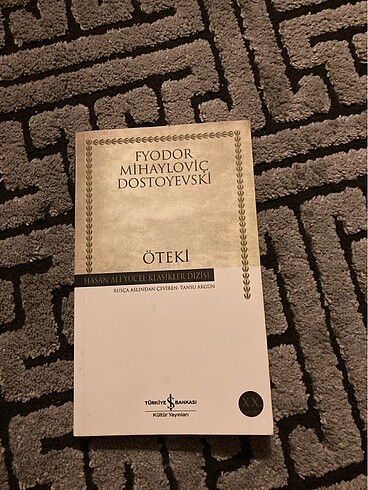 FYODOR
MİHAYLOVİÇ
DOSTOYEVSKİ
ÖTEKİ
HASAN ÂLİ YÜCEL KLASİKLER DİZİSİ
RUSÇA ASLINDAN ÇEVİREN: TANSU AKGÜN
TÜRKİYE İŞ BANKASI
Kültür Yayınları
XX